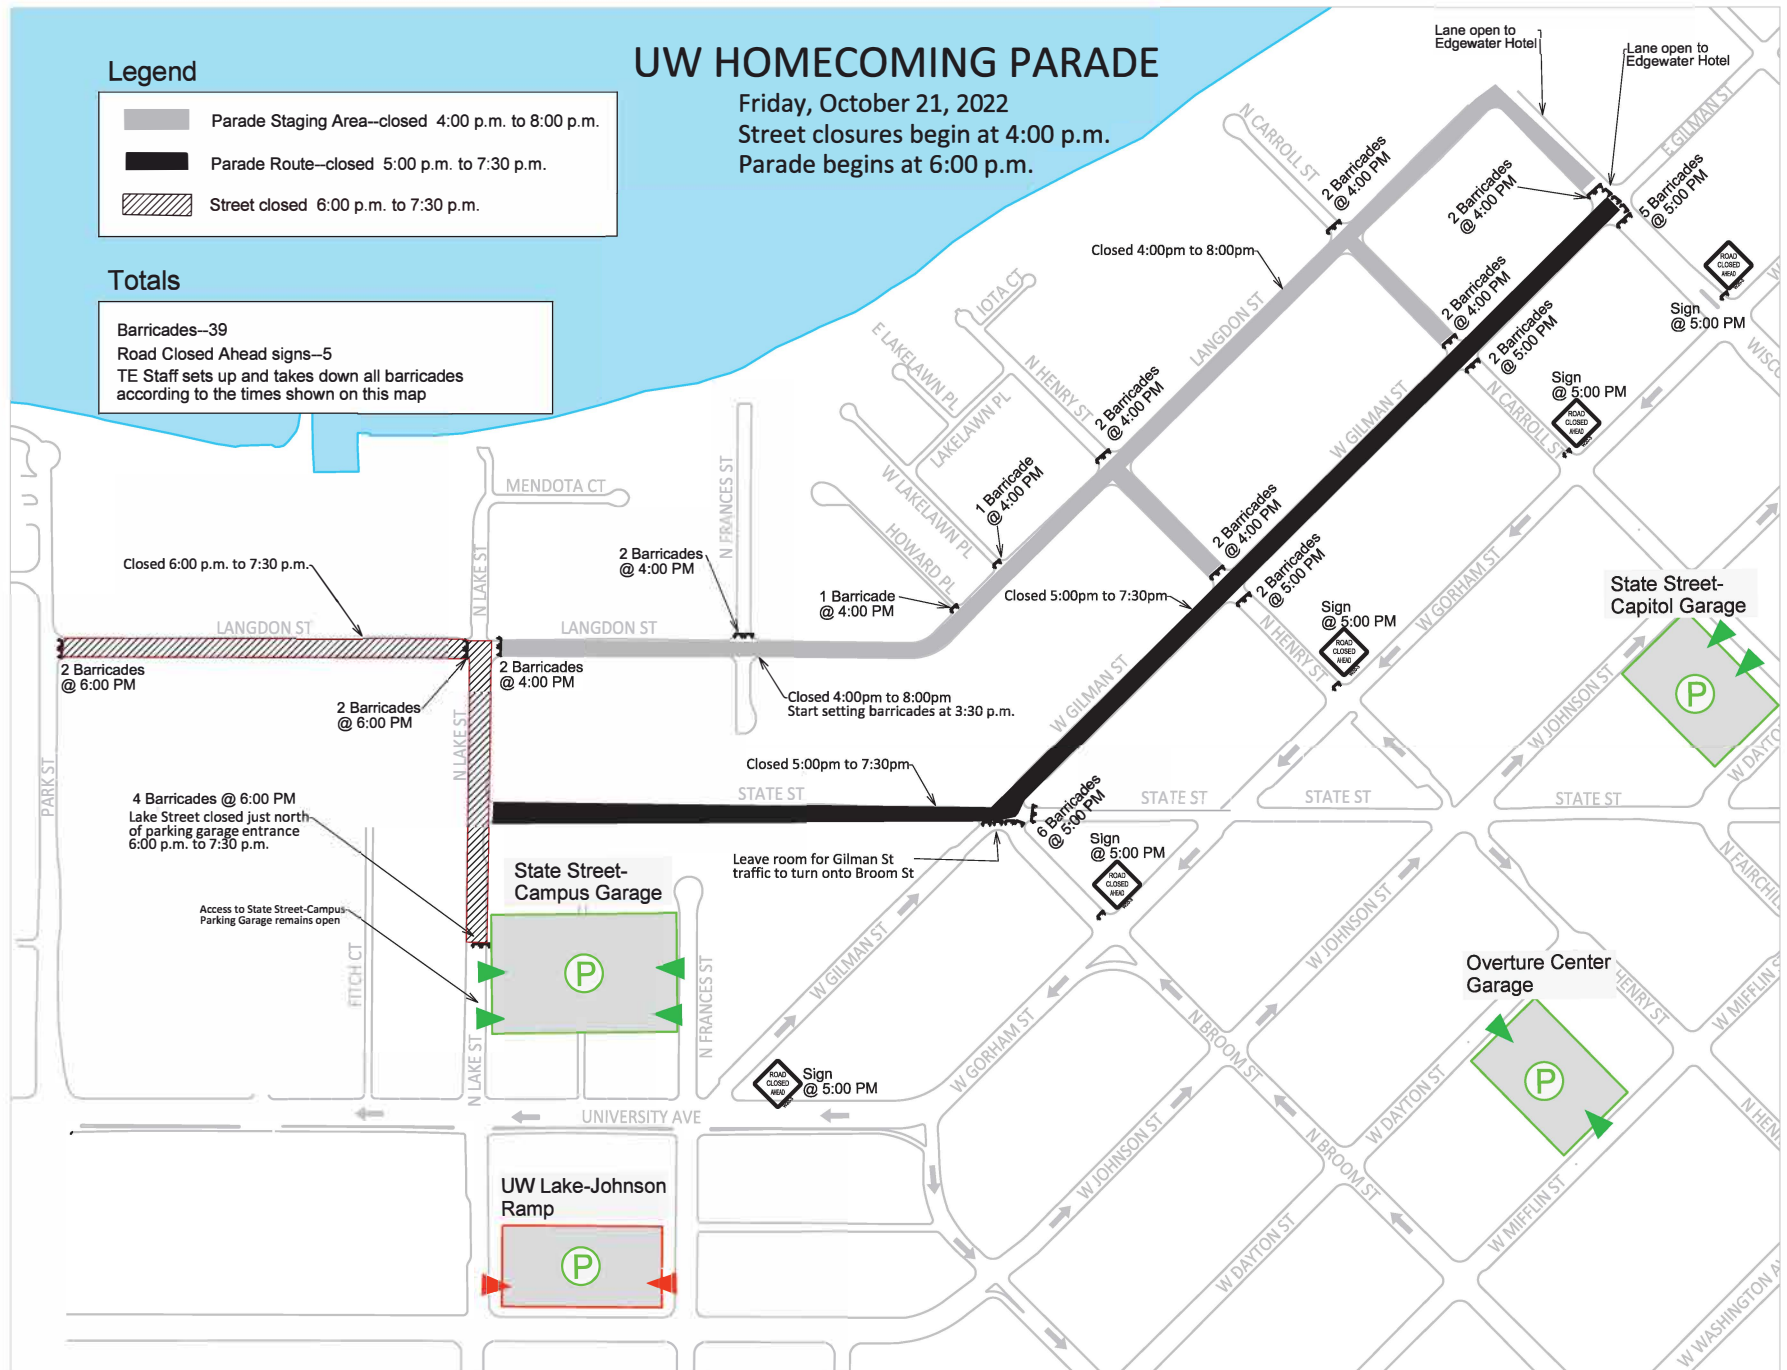 UW HOMECOMING PARADE
Friday, October 21, 2022
Street closures begin at 4:00 p.m.
Parade begins at 6:00 p.m.
Legend
Parade Staging Area--closed 4:00 p.m. to 8:00 p.m.
Parade Route--closed 5:00 p.m. to 7:30 p.m.
Street closed 6:00 p.m. to 7:30 p.m.
Totals
Barricades--39
Road Closed Ahead signs--5
TE Staff sets up and takes down all barricades
according to the times shown on this map
Lane open to
Edgewater Hotel
Lane open to
Edgewater Hotel
E GILMAN ST
N CARROLL ST
2 Barricades
@ 4:00 PM
2 Barricades
@ 4:00 PM
5 Barricades
@ 5:00 PM
ROAD
CLOSED
AHEAD
Sign
@ 5:00 PM
Closed 4:00pm to 8:00pm
LANGDON ST
2 Barricades
@ 4:00 PM
2 Barricades
@ 5:00 PM
IOTA CT
E LAKELAWN PL
LAKELAWN PL
N HENRY ST
W LAKELAWN PL
HOWARD PL
2 Barricades
@ 4:00 PM
1 Barricade
@ 4:00 PM
1 Barricade
@ 4:00 PM
W GILMAN ST
N CARROLL ST
Sign
@ 5:00 PM
ROAD
CLOSED
AHEAD
MENDOTA CT
N FRANCES ST
N LAKE ST
Closed 6:00 p.m. to 7:30 p.m.
2 Barricades
@ 4:00 PM
2 Barricades
@ 4:00 PM
2 Barricades
@ 5:00 PM
Closed 5:00pm to 7:30pm
W GORHAM ST
Sign
@ 5:00 PM
ROAD
CLOSED
AHEAD
N HENRY ST
State Street-
Capitol Garage
P
LANGDON ST
LANGDON ST
2 Barricades
@ 6:00 PM
2 Barricades
@ 6:00 PM
2 Barricades
@ 4:00 PM
Closed 4:00pm to 8:00pm
Start setting barricades at 3:30 p.m.
W GILMAN ST
W JOHNSON ST
N LAKE ST
PARK ST
Closed 5:00pm to 7:30pm
STATE ST
STATE ST
STATE ST
STATE ST
4 Barricades @ 6:00 PM
Lake Street closed just north
of parking garage entrance
6:00 p.m. to 7:30 p.m.
Access to State Street-Campus
Parking Garage remains open
6 Barricades
@ 5:00 PM
Leave room for Gilman St
traffic to turn onto Broom St
Sign
@ 5:00 PM
ROAD
CLOSED
AHEAD
State Street-
Campus Garage
P
FITCH CT
N LAKE ST
N FRANCES ST
W GILMAN ST
W GORHAM ST
W JOHNSON ST
N BROOM ST
Overture Center
Garage
P
HENRY ST
W MIFFLIN S
ROAD
CLOSED
AHEAD
Sign
@ 5:00 PM
UNIVERSITY AVE
W JOHNSON ST
W DAYTON ST
N BROOM ST
W MIFFLIN ST
W DAYTON ST
UW Lake-Johnson
Ramp
P